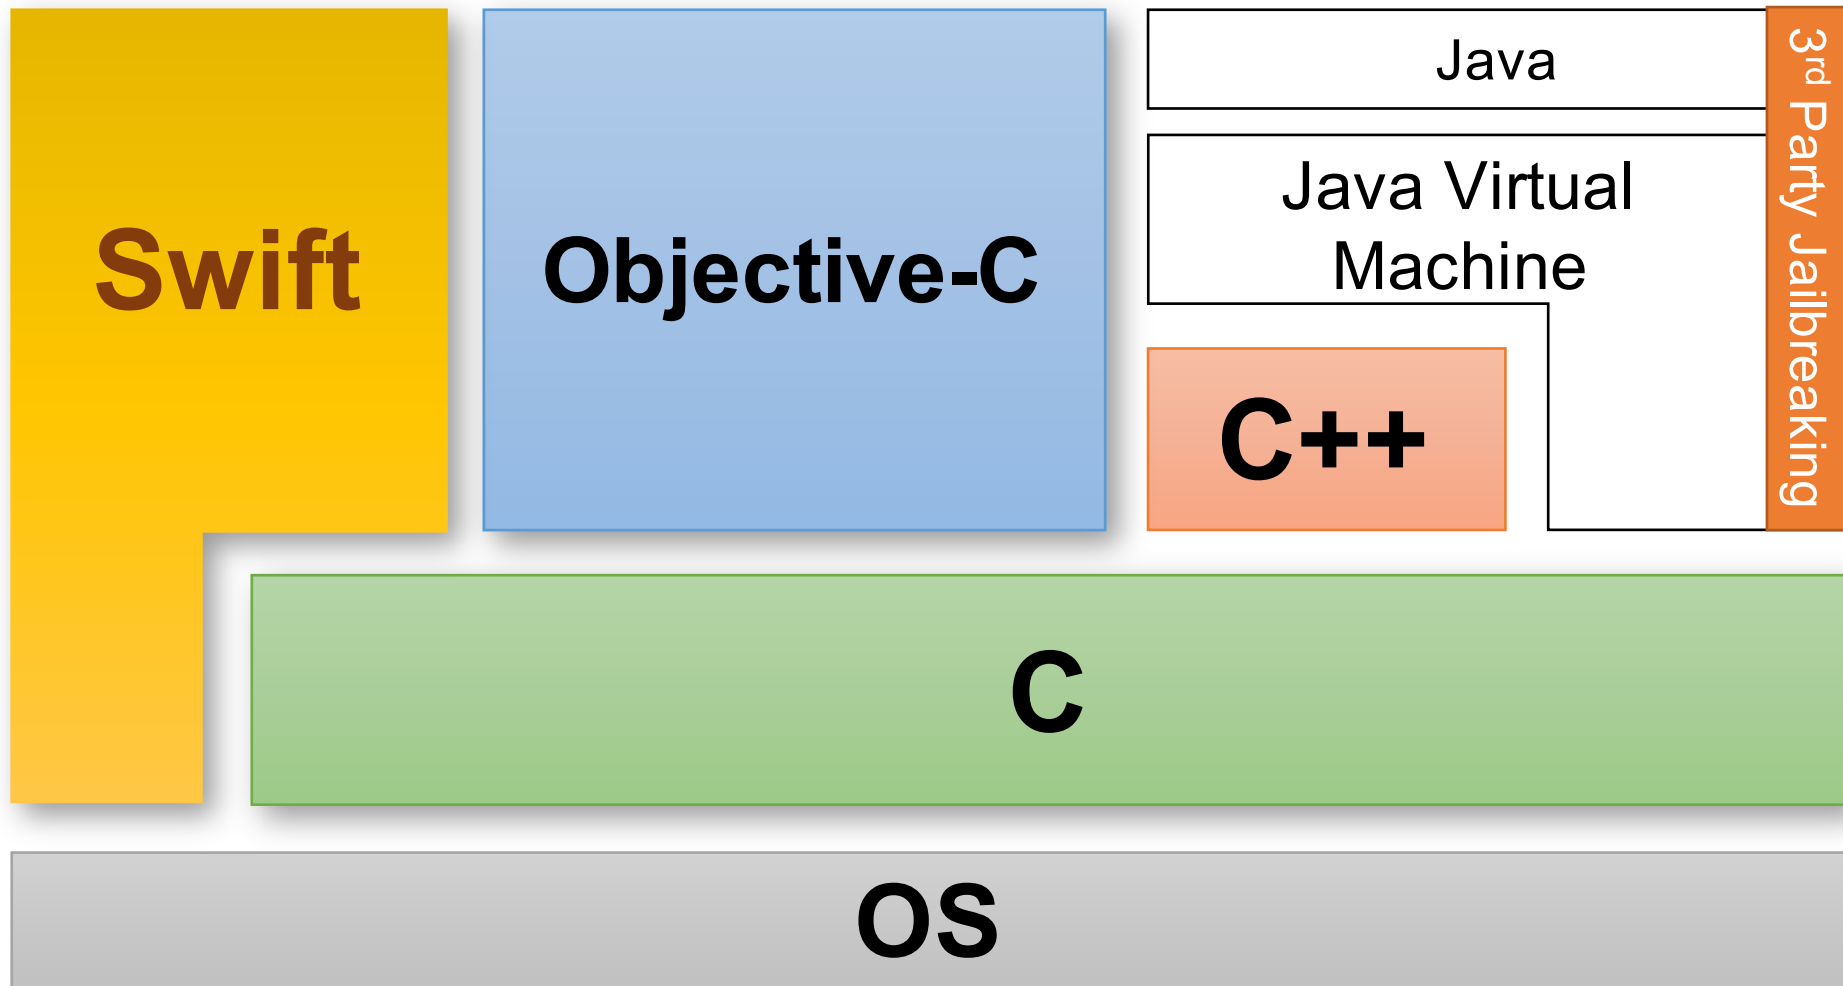 Swift
Objective-C
Java
Java Virtual
Machine
3rd Party Jailbreaking
C++
C
OS